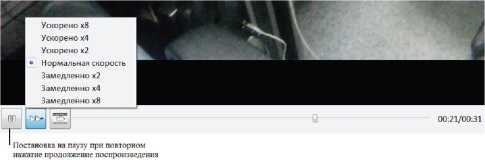 Ускорено x8
Ускорено x4
Ускорено x2
Нормальная скорость
Замедленно x2
Замедленно x4
Замедленно x8
00:21/00:31
Постановка на паузу при повторном
нажатие продолжение воспроизведения